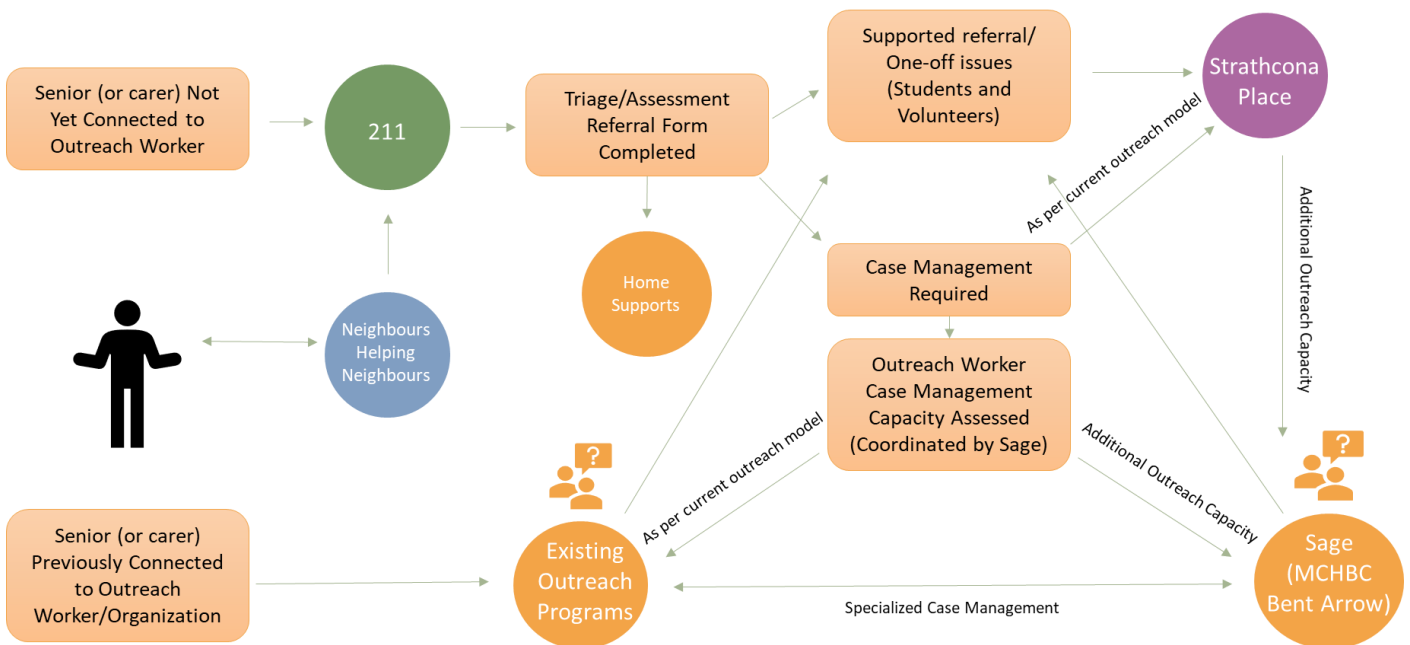 Senior (or carer) Not
Yet Connected to
Outreach Worker
211
Triage/Assessment
Referral Form
Completed
Supported referral/
One-off issues
(Students and
Volunteers)
Strathcona
Place
As per current outreach model
Additional Outreach Capacity
Home
Supports
Case Management
Required
Neighbours
Helping
Neighbours
Outreach Worker
Case Management
Capacity Assessed
(Coordinated by Sage)
As per current outreach model
Additional Outreach Capacity
?
?
Senior (or carer)
Previously Connected
to Outreach
Worker/Organization
Existing
Outreach
Programs
Specialized Case Management
Sage
(MCHBC
Bent Arrow)